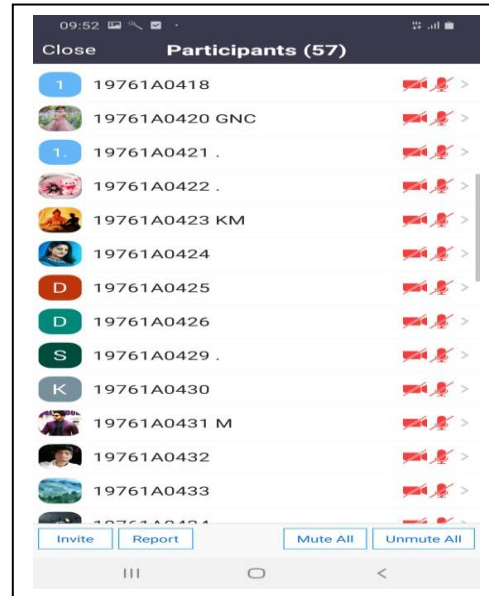 09:52
Close Participants (57)
1 19761A0418
19761A0420 GNC
1. 19761A0421 .
19761A0422 .
19761A0423 KM
19761A0424
D 19761A0425
D 19761A0426
S 19761A0429 .
K 19761A0430
19761A0431 M
19761A0432
19761A0433
Invite Report Mute All Unmute All